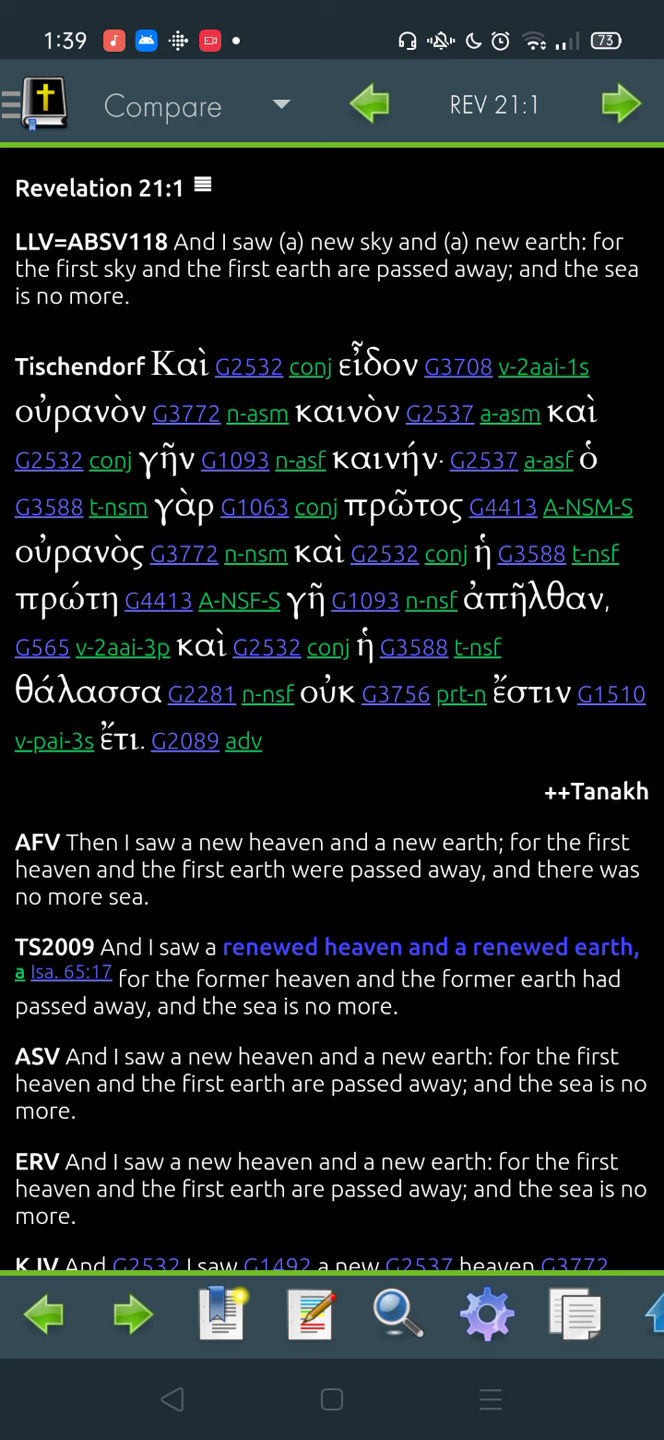 1:39
73
Compare
REV 21:1
Revelation 21:1
LLV=ABSV118 And I saw (a) new sky and (a) new earth: for
the first sky and the first earth are passed away; and the sea
is no more.
Tischendorf Καὶ G2532 conj εἶδον G3708 v-2aai-1s
οὐρανὸν G3772 n-asm καινὸν G2537 a-asm καὶ
G2532 conj γῆν G1093 n-asf καινήν· G2537 a-asf ὁ
G3588 t-nsm γὰρ G1063 conj πρῶτος G4413 A-NSM-S
οὐρανὸς G3772 n-nsm καὶ G2532 conj ἡ G3588 t-nsf
πρώτη G4413 A-NSF-S γῆ G1093 n-nsf ἀπῆλθαν,
G565 v-2aai-3p καὶ G2532 conj ἡ G3588 t-nsf
θάλασσα G2281 n-nsf οὐκ G3756 prt-n ἔστιν G1510
v-pai-3s ἔτι. G2089 adv
++Tanakh
AFV Then I saw a new heaven and a new earth; for the first
heaven and the first earth were passed away, and there was
no more sea.
TS2009 And I saw a renewed heaven and a renewed earth,
a Isa. 65:17 for the former heaven and the former earth had
passed away, and the sea is no more.
ASV And I saw a new heaven and a new earth: for the first
heaven and the first earth are passed away; and the sea is no
more.
ERV And I saw a new heaven and a new earth: for the first
heaven and the first earth are passed away; and the sea is no
more.
KJV And G2532 I saw G1492 a new G2537 heaven G3772